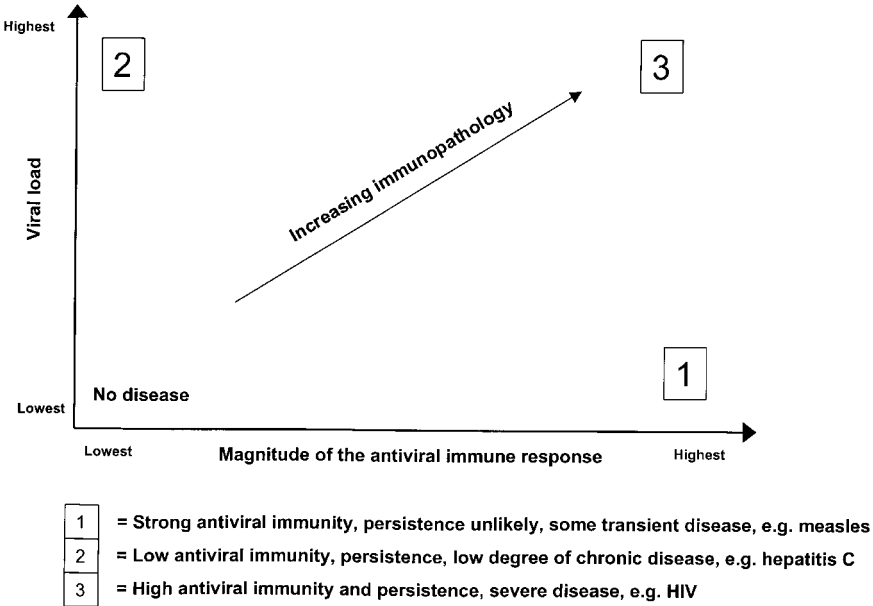 Highest
2
3
Increasing immunopathology
Viral load
1
No disease
Lowest
Lowest
Magnitude of the antiviral immune response
Highest
1 = Strong antiviral immunity, persistence unlikely, some transient disease, e.g. measles
2 = Low antiviral immunity, persistence, low degree of chronic disease, e.g. hepatitis C
3 = High antiviral immunity and persistence, severe disease, e.g. HIV